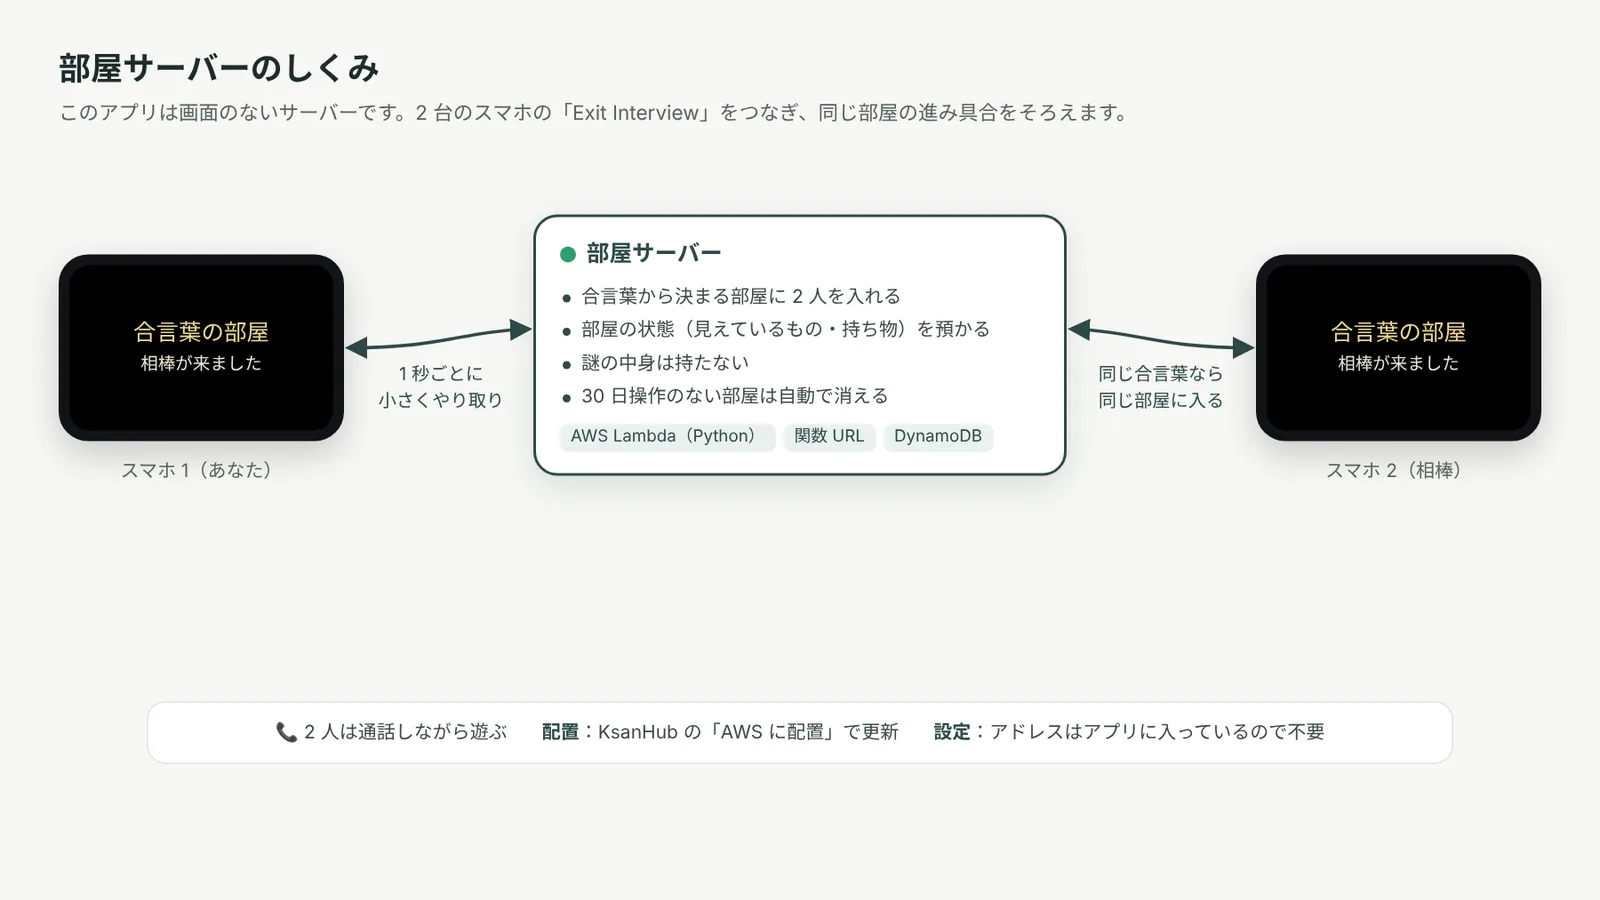 部屋サーバーのしくみ
このアプリは画面のないサーバーです。2 台のスマホの「Exit Interview」をつなぎ、同じ部屋の進み具合をそろえます。
合言葉の部屋
相棒が来ました
スマホ 1（あなた）
1 秒ごとに
小さくやり取り
部屋サーバー
合言葉から決まる部屋に 2 人を入れる
部屋の状態（見えているもの・持ち物）を預かる
謎の中身は持たない
30 日操作のない部屋は自動で消える
AWS Lambda（Python） 関数 URL DynamoDB
同じ合言葉なら
同じ部屋に入る
合言葉の部屋
相棒が来ました
スマホ 2（相棒）
📞 2 人は通話しながら遊ぶ 配置：KsanHub の「AWS に配置」で更新 設定：アドレスはアプリに入っているので不要